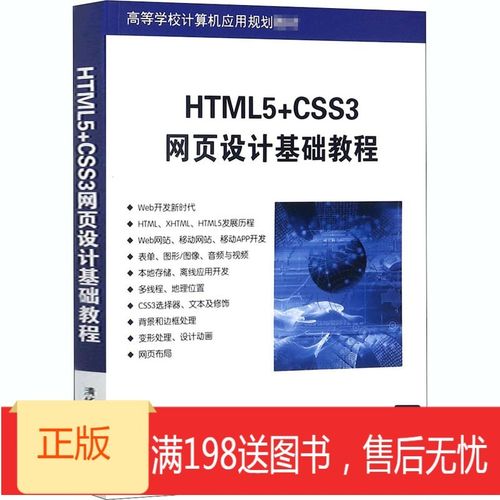 高等学校计算机应用规划
HTML5+CSS3
网页设计基础教程
Web开发新时代
HTML、XHTML、HTML5发展历程
Web网站、移动网站、移动APP开发
表单、图形/图像、音频与视频
本地存储、离线应用开发
多线程、地理位置
CSS3选择器、文本及修饰
背景和边框处理
变形处理、设计动画
网页布局
HTML5+CSS3网页设计基础教程
清
正版
满198送图书，售后无忧